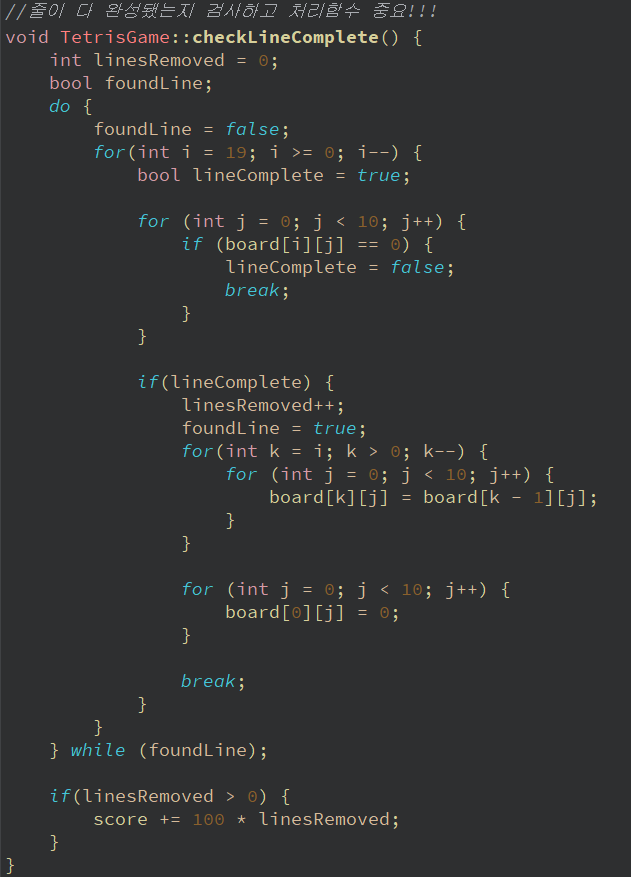 //줄이 다 완성됐는지 검사하고 처리함수 중요!!!
void TetrisGame::checkLineComplete() {
    int linesRemoved = 0;
    bool foundLine;
    do {
        foundLine = false;
        for(int i = 19; i >= 0; i--) {
            bool lineComplete = true;

            for (int j = 0; j < 10; j++) {
                if (board[i][j] == 0) {
                    lineComplete = false;
                    break;
                }
            }

            if(lineComplete) {
                linesRemoved++;
                foundLine = true;
                for(int k = i; k > 0; k--) {
                    for (int j = 0; j < 10; j++) {
                        board[k][j] = board[k - 1][j];
                    }
                }

                for (int j = 0; j < 10; j++) {
                    board[0][j] = 0;
                }

                break;
            }
        }
    } while (foundLine);

    if(linesRemoved > 0) {
        score += 100 * linesRemoved;
    }
}